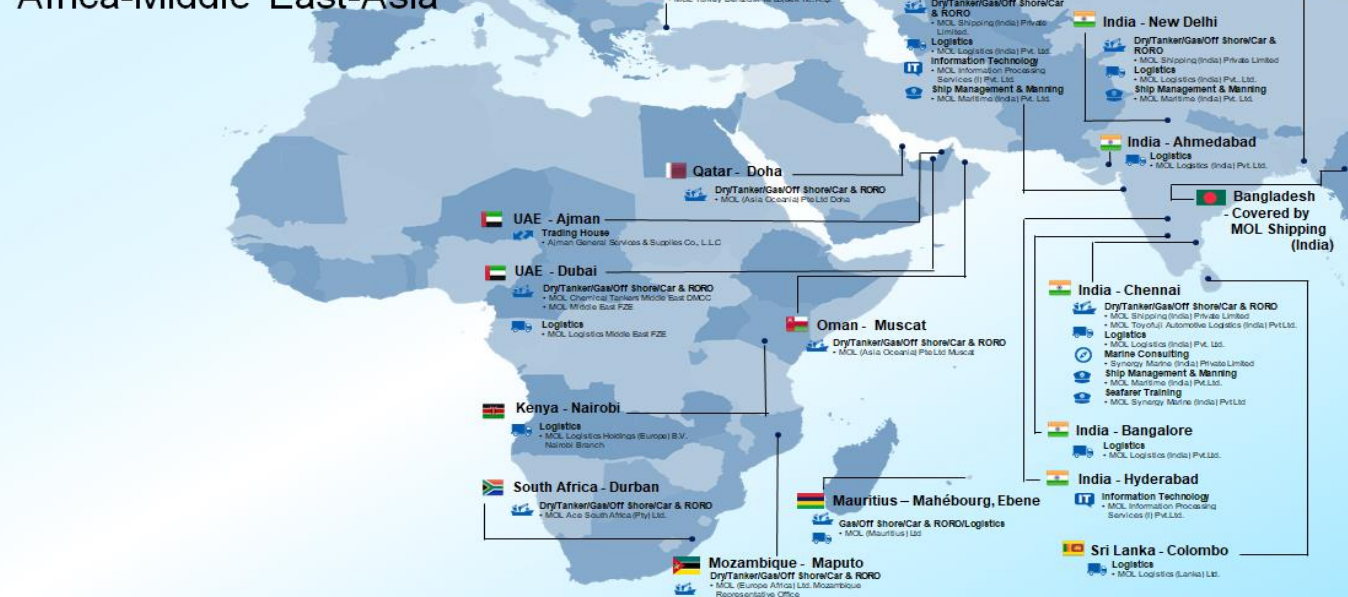 Africa-Middle East-Asia
Dry/Tanker/Gas/Off Shore/Car
& RORO
• MOL Shipping (India) Private
Limited.
Logistics
• MOL Logistics (India) Pvt. Ltd.
IT
Information Technology
• MOL Information Processing
Services (I) Pvt. Ltd.
Ship Management & Manning
• MOL Maritime (India) Pvt. Ltd.
India - New Delhi
Dry/Tanker/Gas/Off Shore/Car &
RORO
• MOL Shipping (India) Private Limited
Logistics
• MOL Logistics (India) Pvt. Ltd.
Ship Management & Manning
• MOL Maritime (India) Pvt. Ltd.
India - Ahmedabad
Logistics
• MOL Logistics (India) Pvt. Ltd.
Qatar - Doha
Dry/Tanker/Gas/Off Shore/Car & RORO
• MOL (Asia Oceania) Pte Ltd Doha
Bangladesh
- Covered by
MOL Shipping
(India)
UAE - Ajman
Trading House
• Ajman General Services & Supplies Co., L.L.C
UAE - Dubai
Dry/Tanker/Gas/Off Shore/Car & RORO
• MOL Chemical Tankers Middle East DMCC
• MOL Middle East FZE
Logistics
• MOL Logistics Middle East FZE
India - Chennai
Dry/Tanker/Gas/Off Shore/Car & RORO
• MOL Shipping (India) Private Limited
• MOL Toyofuji Automotive Logistics (India) Pvt Ltd.
Logistics
• MOL Logistics (India) Pvt. Ltd.
Marine Consulting
• Synergy Marine (India) Private Limited
Ship Management & Manning
• MOL Maritime (India) Pvt.Ltd.
Seafarer Training
• MOL Synergy Marine (India) Pvt Ltd
Oman - Muscat
Dry/Tanker/Gas/Off Shore/Car & RORO
• MOL (Asia Oceania) Pte Ltd Muscat
Kenya - Nairobi
Logistics
• MOL Logistics Holdings (Europe) B.V.
Nairobi Branch
India - Bangalore
Logistics
• MOL Logistics (India) Pvt.Ltd.
India - Hyderabad
IT
Information Technology
• MOL Information Processing
Services (I) Pvt.Ltd.
South Africa - Durban
Dry/Tanker/Gas/Off Shore/Car & RORO
• MOL Ace South Africa (Pty) Ltd.
Mauritius – Mahébourg, Ebene
Gas/Off Shore/Car & RORO/Logistics
• MOL (Mauritius) Ltd
Sri Lanka - Colombo
Logistics
• MOL Logistics (Lanka) Ltd.
Mozambique - Maputo
Dry/Tanker/Gas/Off Shore/Car & RORO
• MOL (Europe Africa) Ltd. Mozambique
Representative Office